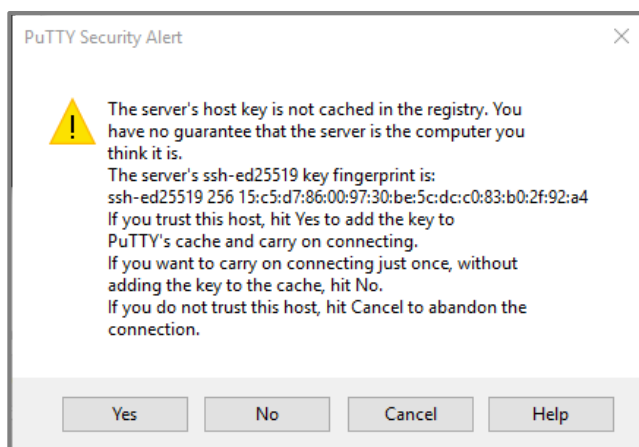 PuTTY Security Alert
The server's host key is not cached in the registry. You
have no guarantee that the server is the computer you
think it is.
The server's ssh-ed25519 key fingerprint is:
ssh-ed25519 256 15:c5:d7:86:00:97:30:be:5c:dc:c0:83:b0:2f:92:a4
If you trust this host, hit Yes to add the key to
PuTTY's cache and carry on connecting.
If you want to carry on connecting just once, without
adding the key to the cache, hit No.
If you do not trust this host, hit Cancel to abandon the
connection.
Yes No Cancel Help